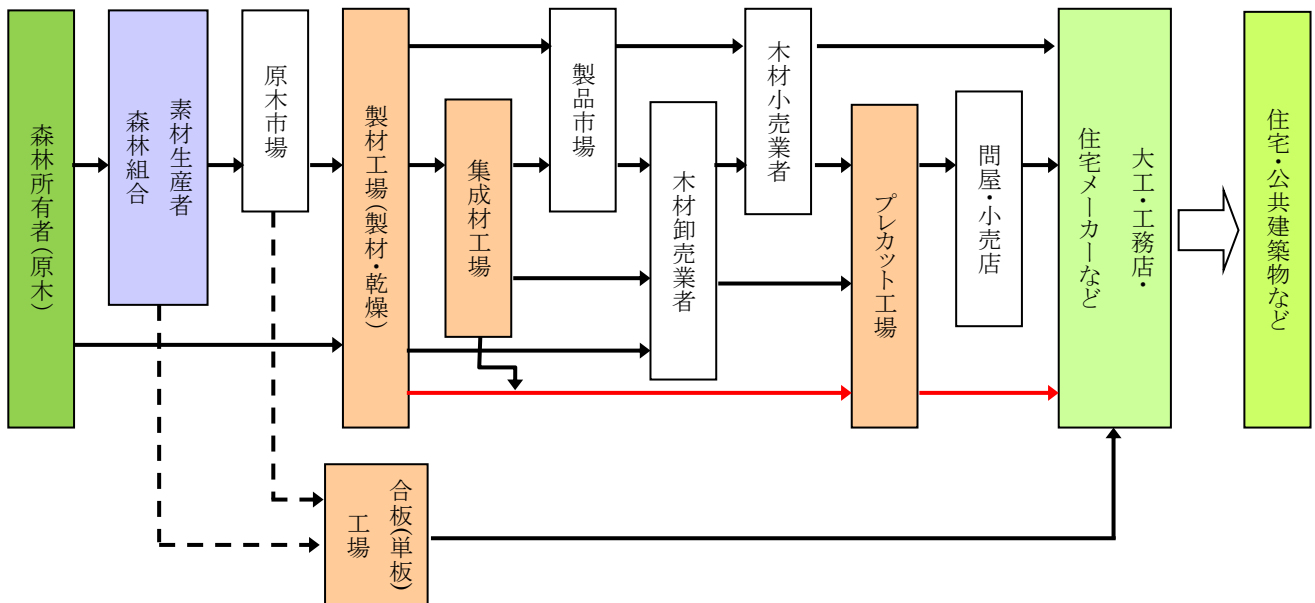 森林所有者(原木)
素材生産者
森林組合
原木市場
製材工場(製材・乾燥)
集成材工場
製品市場
木材卸売業者
木材小売業者
プレカット工場
問屋・小売店
大工・工務店・
住宅メーカーなど
住宅・公共建築物など
合板(単板)
工場